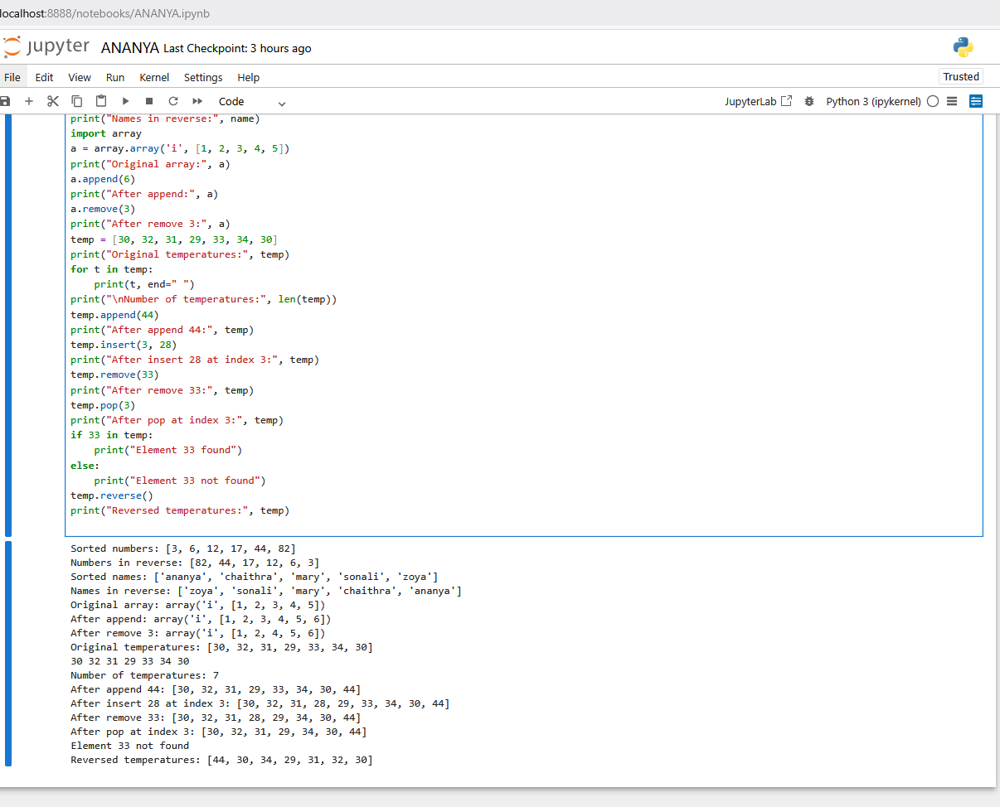 localhost:8888/notebooks/ANANYA.ipynb
jupyter ANANYA Last Checkpoint: 3 hours ago
File Edit View Run Kernel Settings Help Trusted
Code JupyterLab Python 3 (ipykernel)
print("Names in reverse:", name)
import array
a = array.array('i', [1, 2, 3, 4, 5])
print("Original array:", a)
a.append(6)
print("After append:", a)
a.remove(3)
print("After remove 3:", a)
temp = [30, 32, 31, 29, 33, 34, 30]
print("Original temperatures:", temp)
for t in temp:
    print(t, end=" ")
print("\nNumber of temperatures:", len(temp))
temp.append(44)
print("After append 44:", temp)
temp.insert(3, 28)
print("After insert 28 at index 3:", temp)
temp.remove(33)
print("After remove 33:", temp)
temp.pop(3)
print("After pop at index 3:", temp)
if 33 in temp:
    print("Element 33 found")
else:
    print("Element 33 not found")
temp.reverse()
print("Reversed temperatures:", temp)
Sorted numbers: [3, 6, 12, 17, 44, 82]
Numbers in reverse: [82, 44, 17, 12, 6, 3]
Sorted names: ['ananya', 'chaithra', 'mary', 'sonali', 'zoya']
Names in reverse: ['zoya', 'sonali', 'mary', 'chaithra', 'ananya']
Original array: array('i', [1, 2, 3, 4, 5])
After append: array('i', [1, 2, 3, 4, 5, 6])
After remove 3: array('i', [1, 2, 4, 5, 6])
Original temperatures: [30, 32, 31, 29, 33, 34, 30]
30 32 31 29 33 34 30
Number of temperatures: 7
After append 44: [30, 32, 31, 29, 33, 34, 30, 44]
After insert 28 at index 3: [30, 32, 31, 28, 29, 33, 34, 30, 44]
After remove 33: [30, 32, 31, 28, 29, 34, 30, 44]
After pop at index 3: [30, 32, 31, 29, 34, 30, 44]
Element 33 not found
Reversed temperatures: [44, 30, 34, 29, 31, 32, 30]